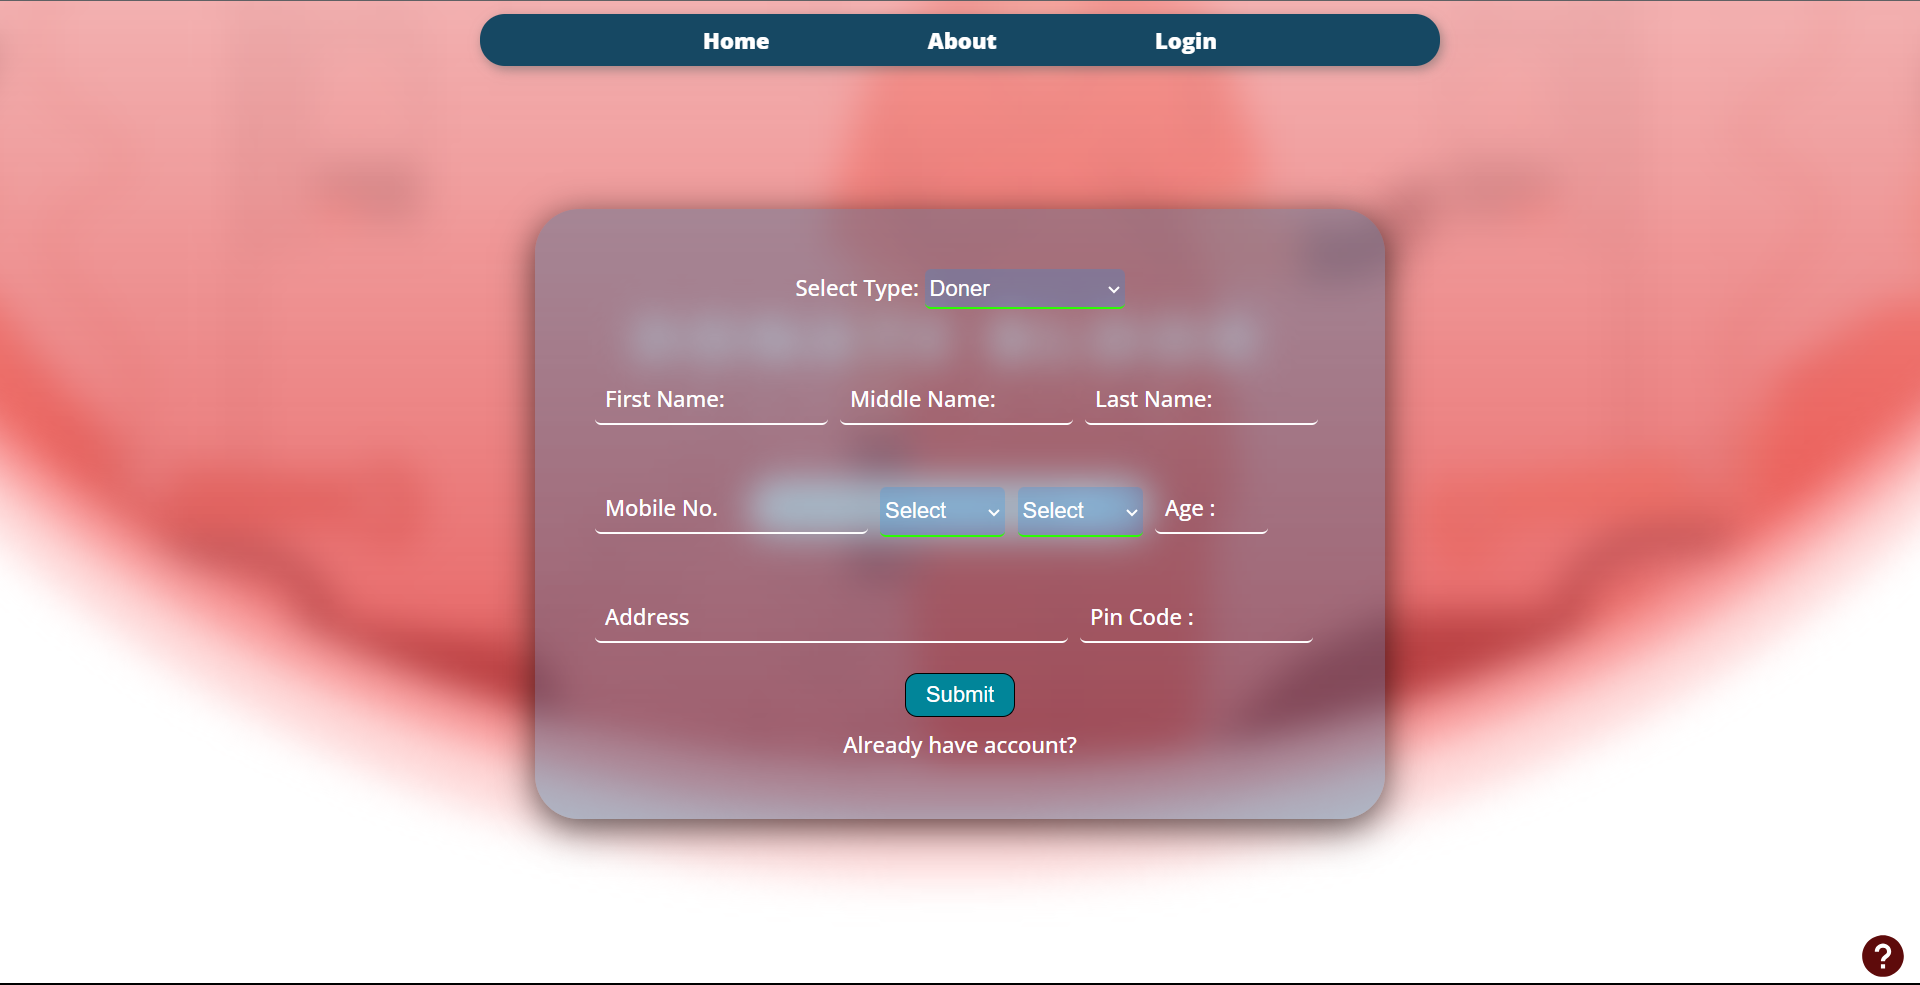 Home About Login
Select Type: Doner
First Name: Middle Name: Last Name:
Mobile No. Select Select Age :
Address Pin Code :
Submit
Already have account?
?